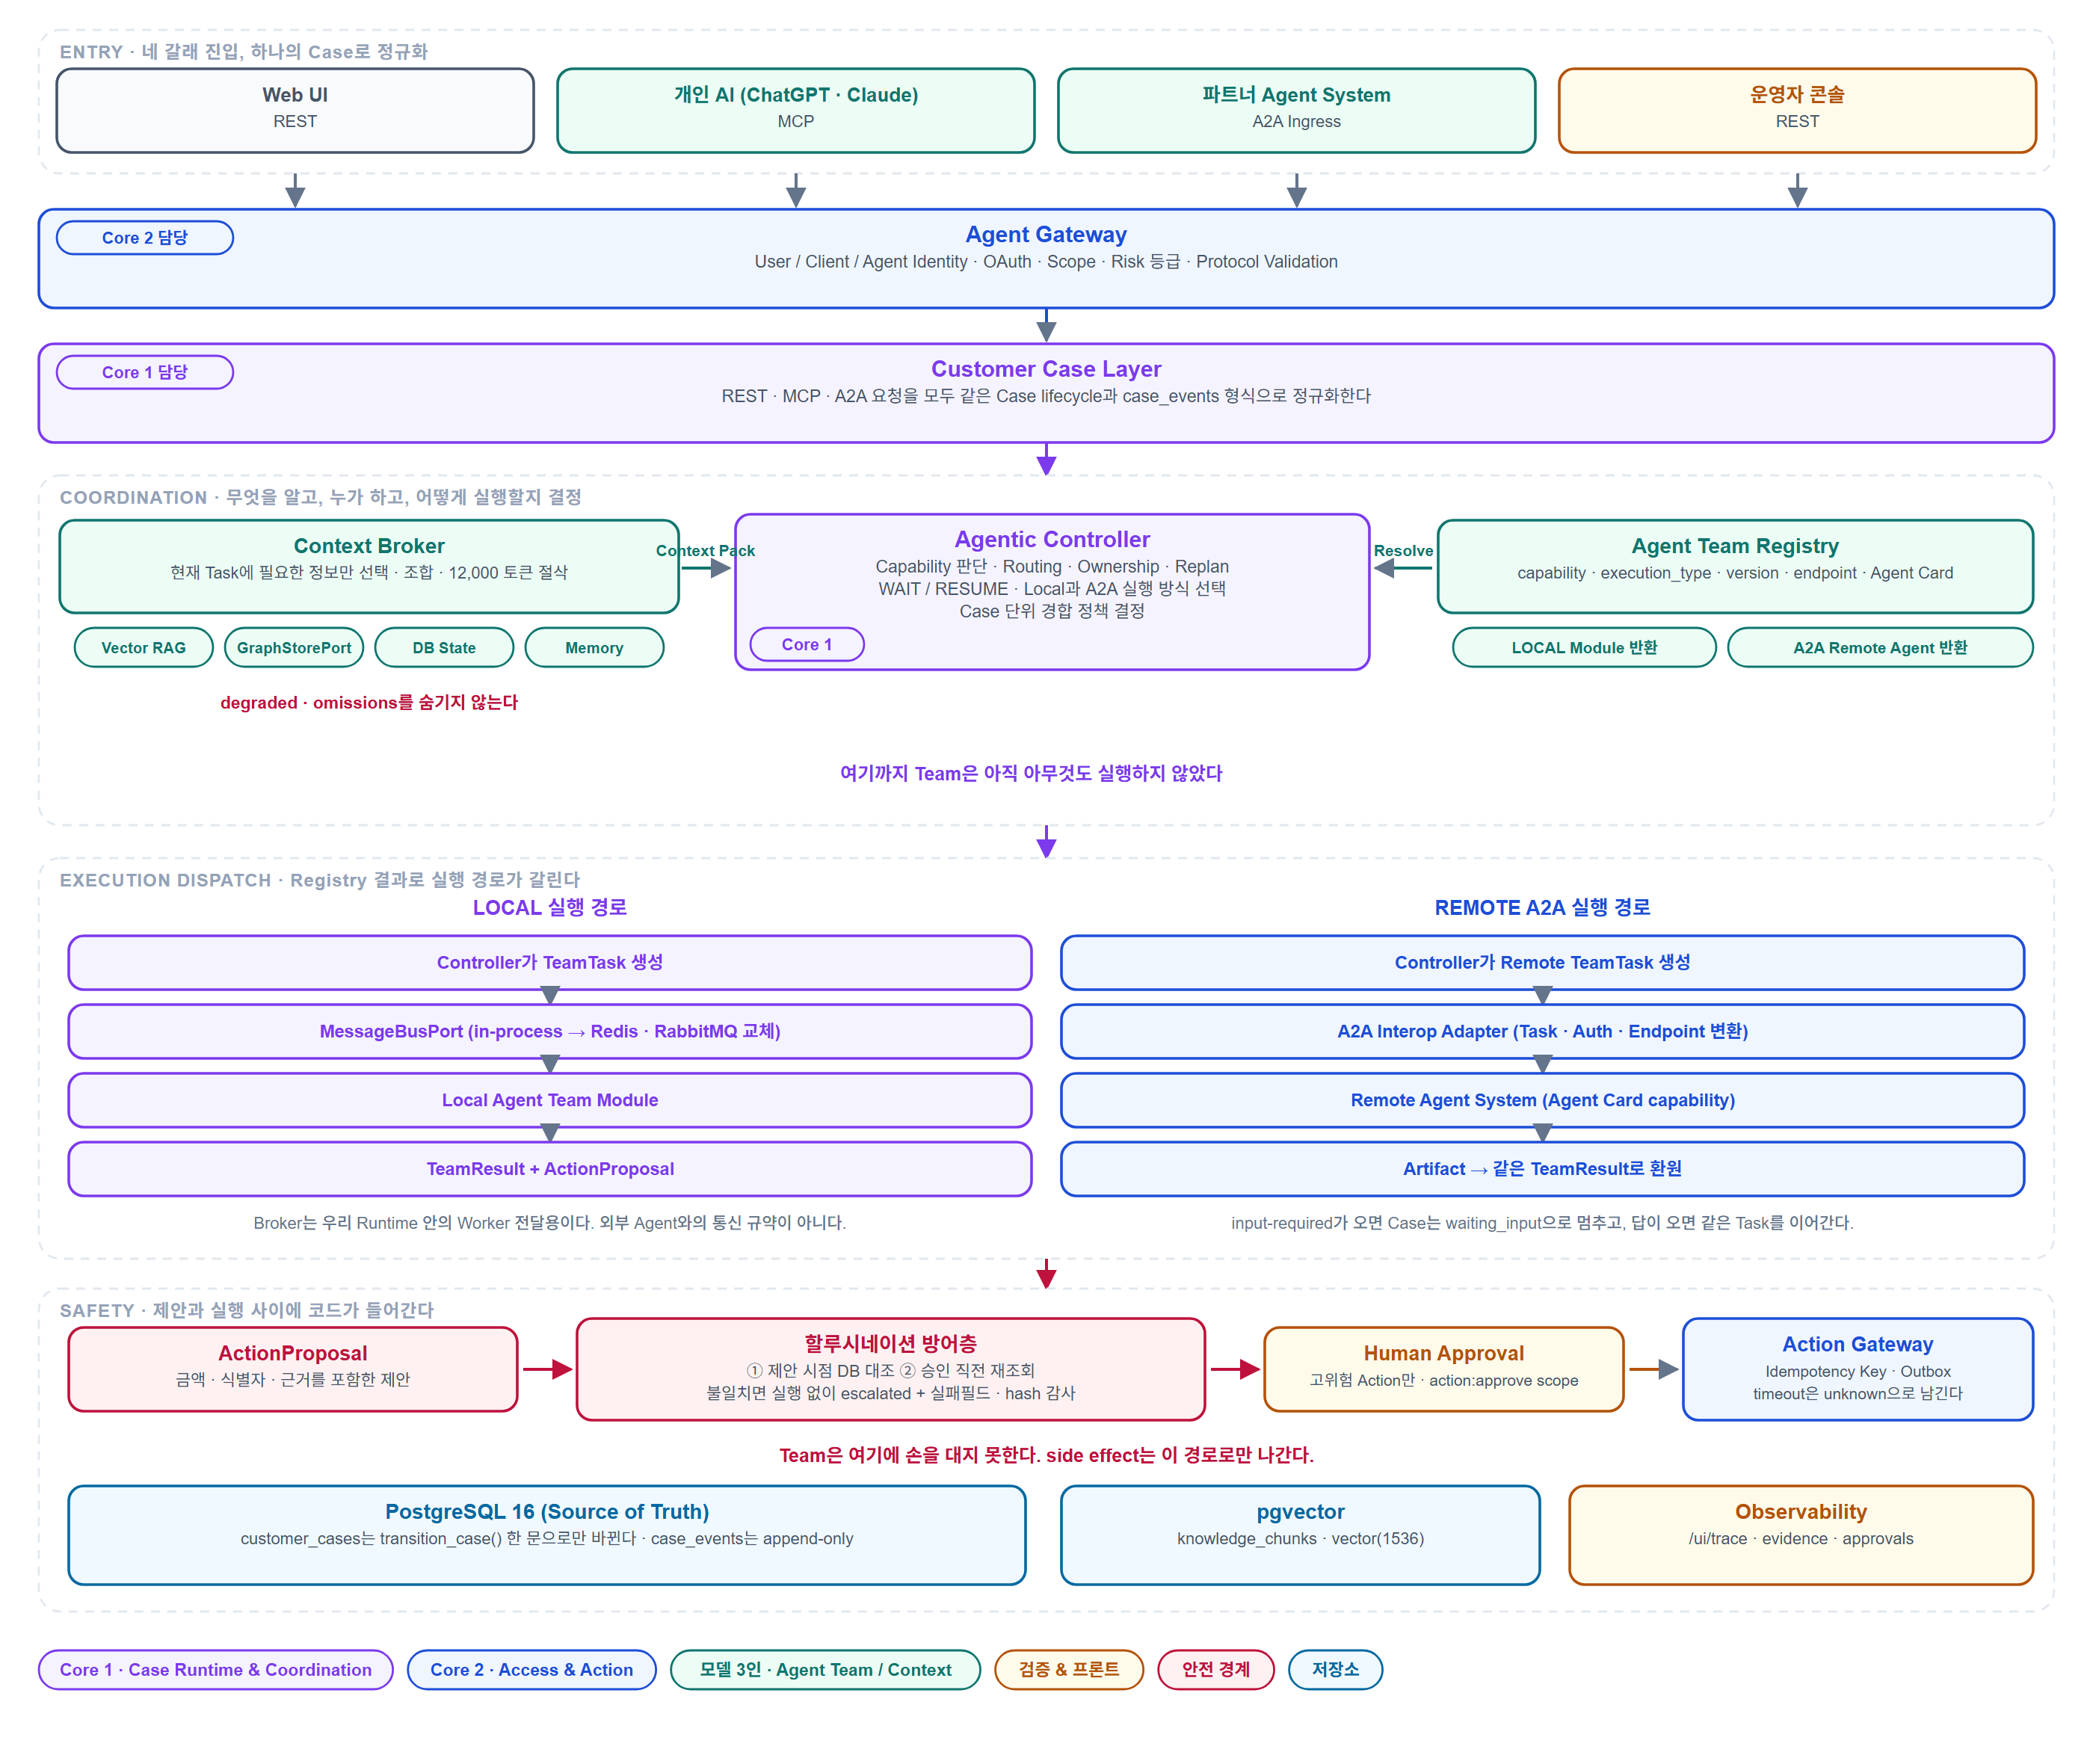 ENTRY · 네 갈래 진입, 하나의 Case로 정규화
Web UI
REST
개인 AI (ChatGPT · Claude)
MCP
파트너 Agent System
A2A Ingress
운영자 콘솔
REST
Core 2 담당
Agent Gateway
User / Client / Agent Identity · OAuth · Scope · Risk 등급 · Protocol Validation
Core 1 담당
Customer Case Layer
REST · MCP · A2A 요청을 모두 같은 Case lifecycle과 case_events 형식으로 정규화한다
COORDINATION · 무엇을 알고, 누가 하고, 어떻게 실행할지 결정
Context Broker
현재 Task에 필요한 정보만 선택 · 조합 · 12,000 토큰 절삭
Vector RAG
GraphStorePort
DB State
Memory
degraded · omissions를 숨기지 않는다
Context Pack
Agentic Controller
Capability 판단 · Routing · Ownership · Replan
WAIT / RESUME · Local과 A2A 실행 방식 선택
Case 단위 경합 정책 결정
Core 1
Resolve
Agent Team Registry
capability · execution_type · version · endpoint · Agent Card
LOCAL Module 반환
A2A Remote Agent 반환
여기까지 Team은 아직 아무것도 실행하지 않았다
EXECUTION DISPATCH · Registry 결과로 실행 경로가 갈린다
LOCAL 실행 경로
Controller가 TeamTask 생성
MessageBusPort (in-process → Redis · RabbitMQ 교체)
Local Agent Team Module
TeamResult + ActionProposal
Broker는 우리 Runtime 안의 Worker 전달용이다. 외부 Agent와의 통신 규약이 아니다.
REMOTE A2A 실행 경로
Controller가 Remote TeamTask 생성
A2A Interop Adapter (Task · Auth · Endpoint 변환)
Remote Agent System (Agent Card capability)
Artifact → 같은 TeamResult로 환원
input-required가 오면 Case는 waiting_input으로 멈추고, 답이 오면 같은 Task를 이어간다.
SAFETY · 제안과 실행 사이에 코드가 들어간다
ActionProposal
금액 · 식별자 · 근거를 포함한 제안
할루시네이션 방어층
① 제안 시점 DB 대조 ② 승인 직전 재조회
불일치면 실행 없이 escalated + 실패필드 · hash 감사
Human Approval
고위험 Action만 · action:approve scope
Action Gateway
Idempotency Key · Outbox
timeout은 unknown으로 남긴다
Team은 여기에 손을 대지 못한다. side effect는 이 경로로만 나간다.
PostgreSQL 16 (Source of Truth)
customer_cases는 transition_case() 한 문으로만 바뀐다 · case_events는 append-only
pgvector
knowledge_chunks · vector(1536)
Observability
/ui/trace · evidence · approvals
Core 1 · Case Runtime & Coordination
Core 2 · Access & Action
모델 3인 · Agent Team / Context
검증 & 프론트
안전 경계
저장소